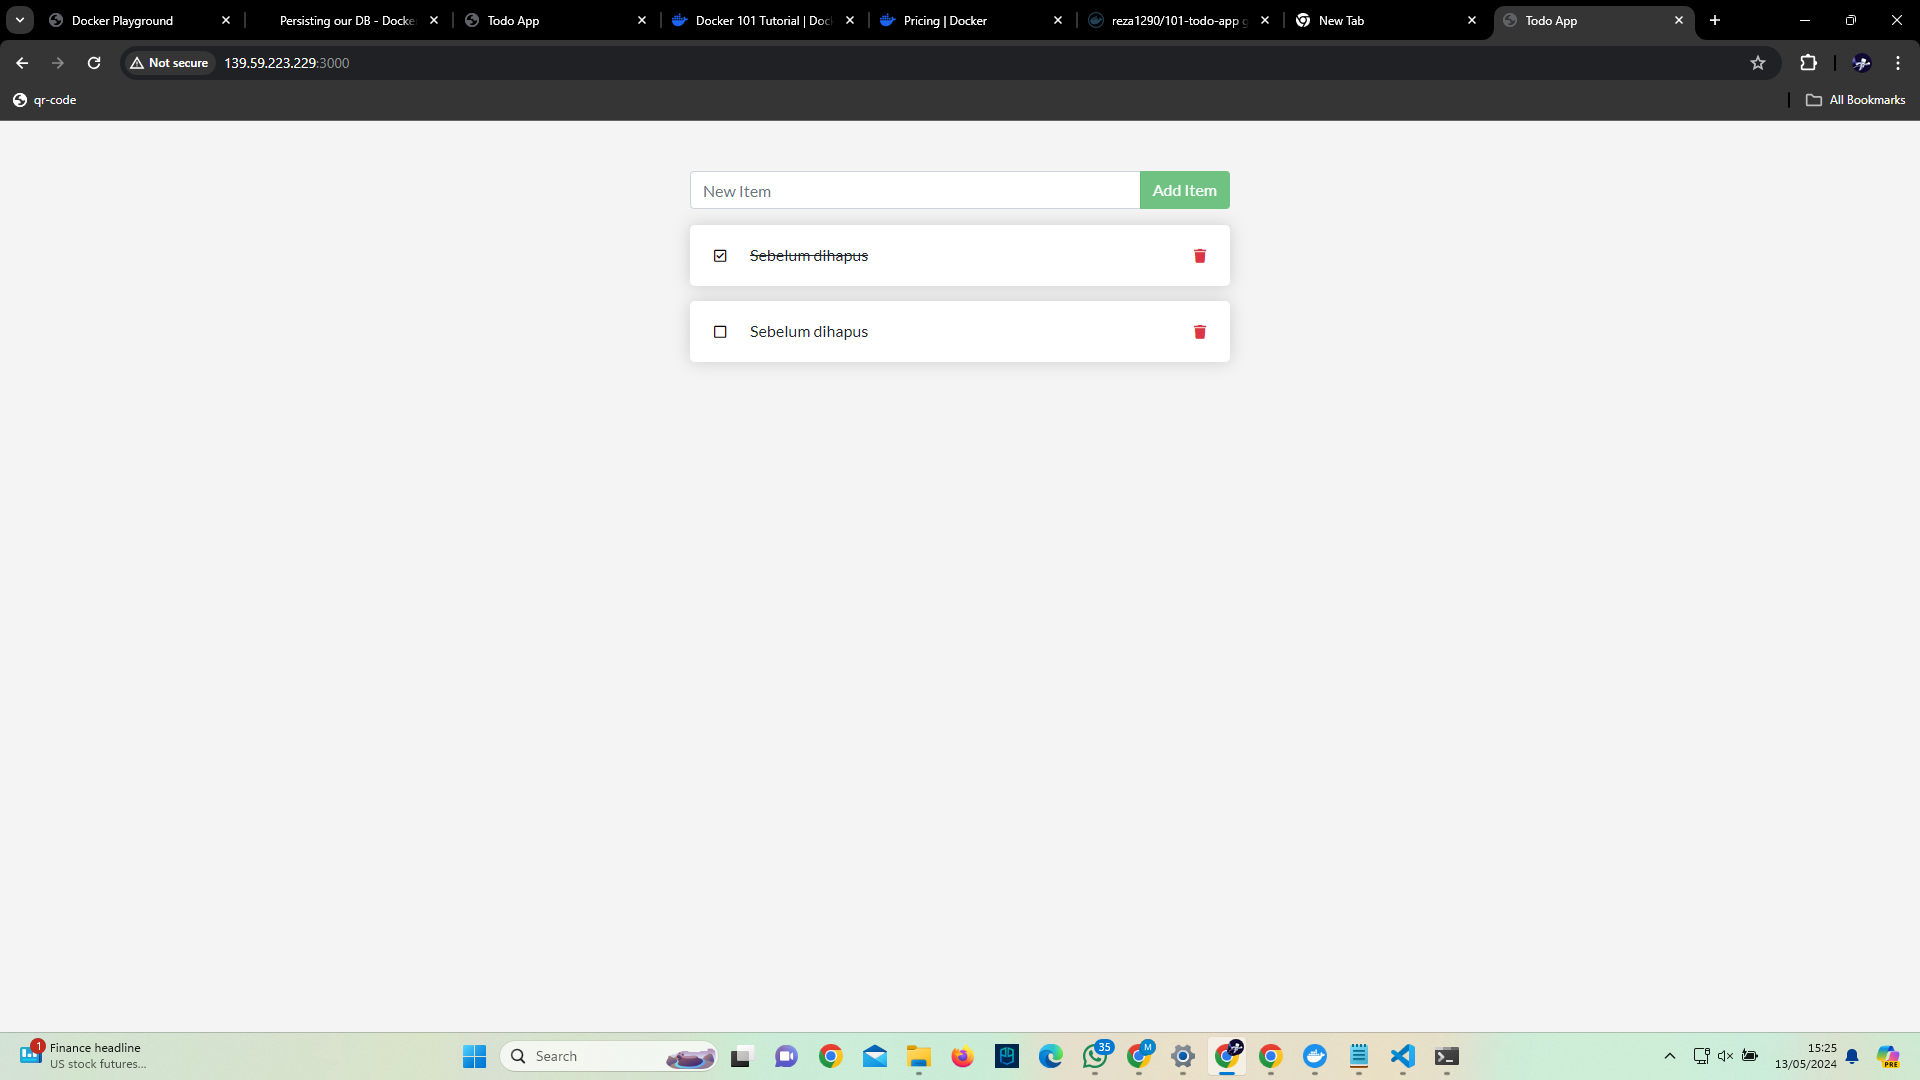 Docker Playground
Persisting our DB - Docke
Todo App
Docker 101 Tutorial | Doc
Pricing | Docker
reza1290/101-todo-app g
New Tab
Todo App
Not secure
139.59.223.229:3000
qr-code
All Bookmarks
New Item
Add Item
Sebelum dihapus
Sebelum dihapus
1
Finance headline
US stock futures...
Search
35
M
15:25
13/05/2024
PRE